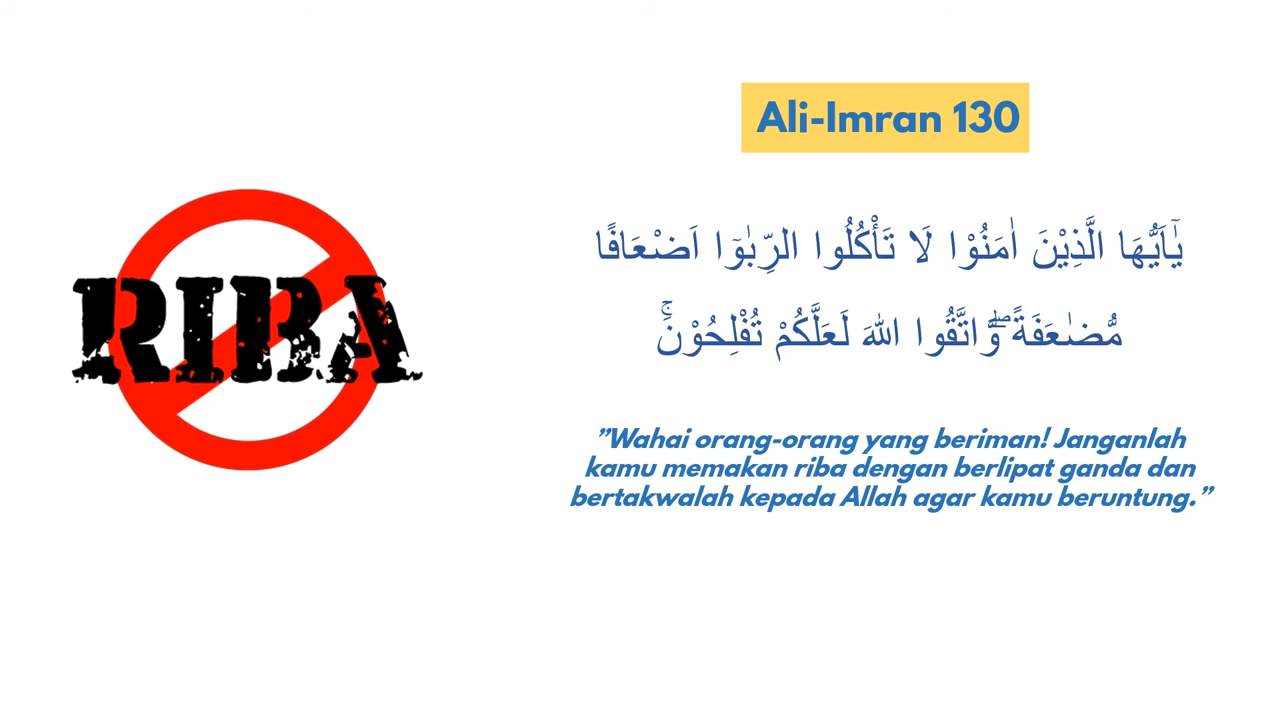 RIBA
Ali-Imran 130
يٰٓاَيُّهَا الَّذِيْنَ اٰمَنُوْا لَا تَأْكُلُوا الرِّبٰوٓا اَضْعَافًا
مُّضٰعَفَةً ۖوَّاتَّقُوا اللّٰهَ لَعَلَّكُمْ تُفْلِحُوْنَۚ
”Wahai orang-orang yang beriman! Janganlah
kamu memakan riba dengan berlipat ganda dan
bertakwalah kepada Allah agar kamu beruntung.”